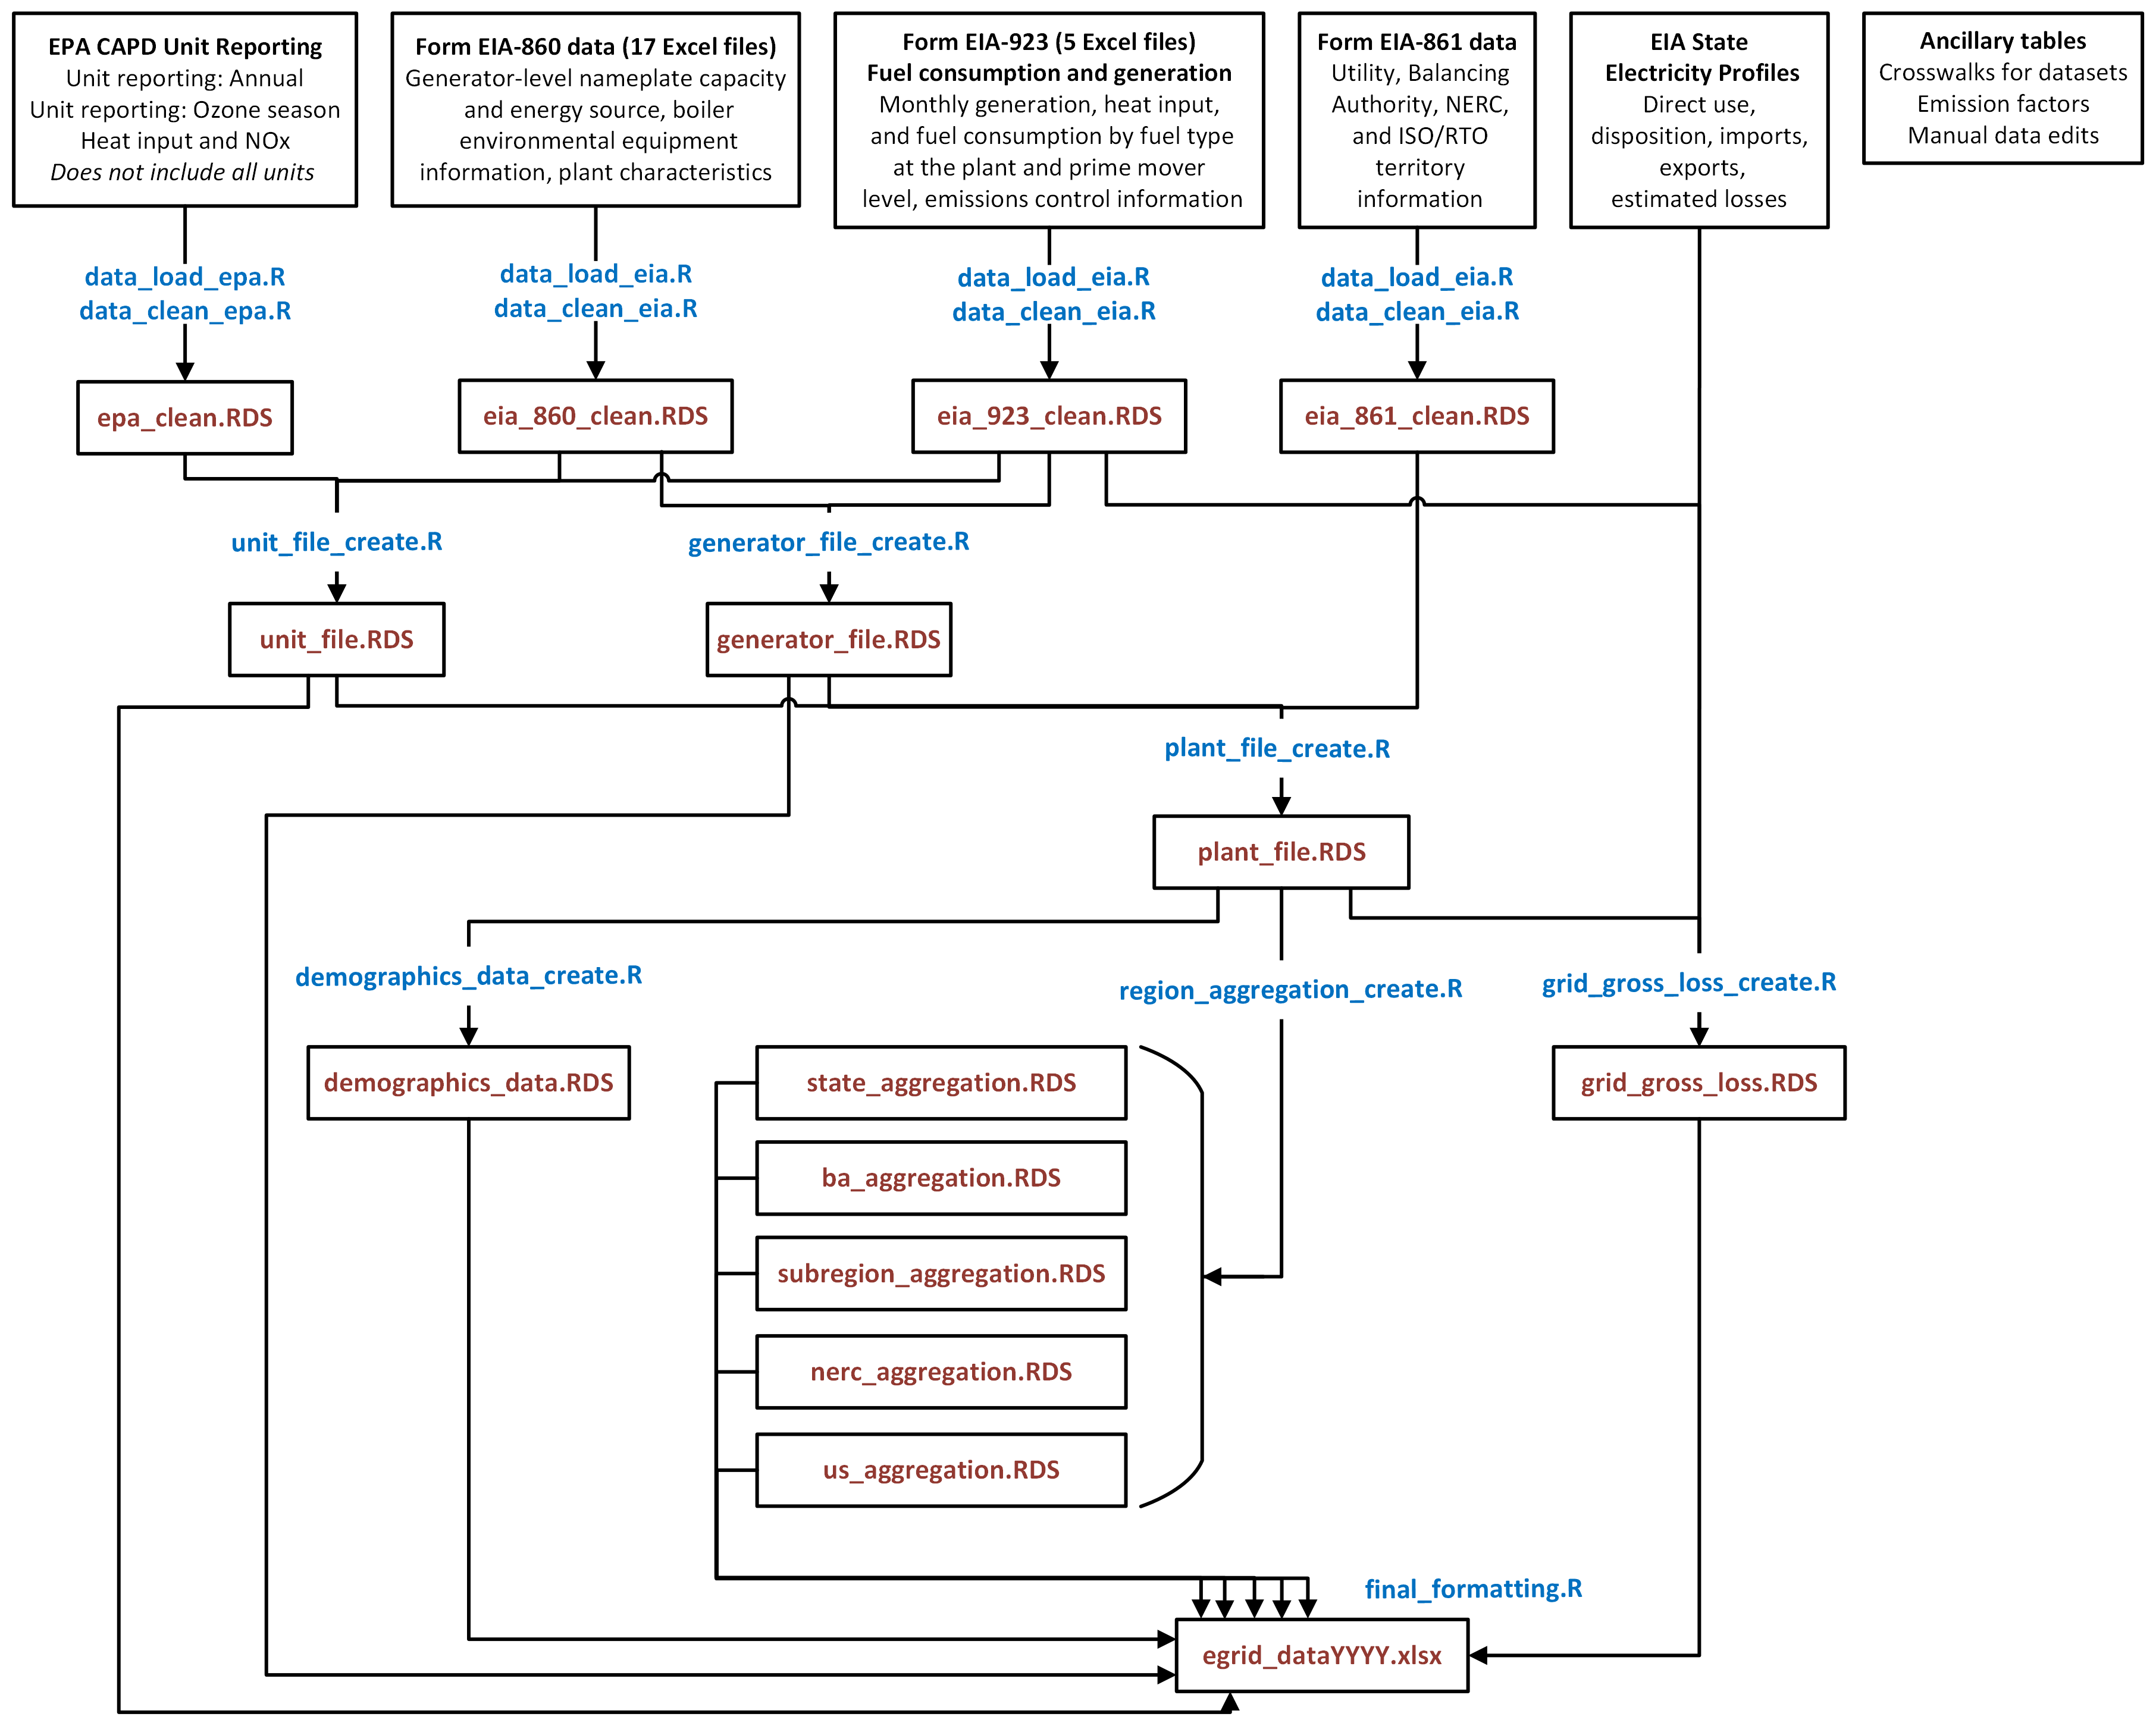 EPA CAPD Unit Reporting
Unit reporting: Annual
Unit reporting: Ozone season
Heat input and NOx
Does not include all units
Form EIA-860 data (17 Excel files)
Generator-level nameplate capacity
and energy source, boiler
environmental equipment
information, plant characteristics
Form EIA-923 (5 Excel files)
Fuel consumption and generation
Monthly generation, heat input,
and fuel consumption by fuel type
at the plant and prime mover
level, emissions control information
Form EIA-861 data
Utility, Balancing
Authority, NERC,
and ISO/RTO
territory
information
EIA State
Electricity Profiles
Direct use,
disposition, imports,
exports,
estimated losses
Ancillary tables
Crosswalks for datasets
Emission factors
Manual data edits
data_load_epa.R
data_clean_epa.R
data_load_eia.R
data_clean_eia.R
data_load_eia.R
data_clean_eia.R
data_load_eia.R
data_clean_eia.R
epa_clean.RDS
eia_860_clean.RDS
eia_923_clean.RDS
eia_861_clean.RDS
unit_file_create.R
generator_file_create.R
unit_file.RDS
generator_file.RDS
plant_file_create.R
plant_file.RDS
demographics_data_create.R
region_aggregation_create.R
grid_gross_loss_create.R
demographics_data.RDS
state_aggregation.RDS
grid_gross_loss.RDS
ba_aggregation.RDS
subregion_aggregation.RDS
nerc_aggregation.RDS
us_aggregation.RDS
final_formatting.R
egrid_dataYYYY.xlsx